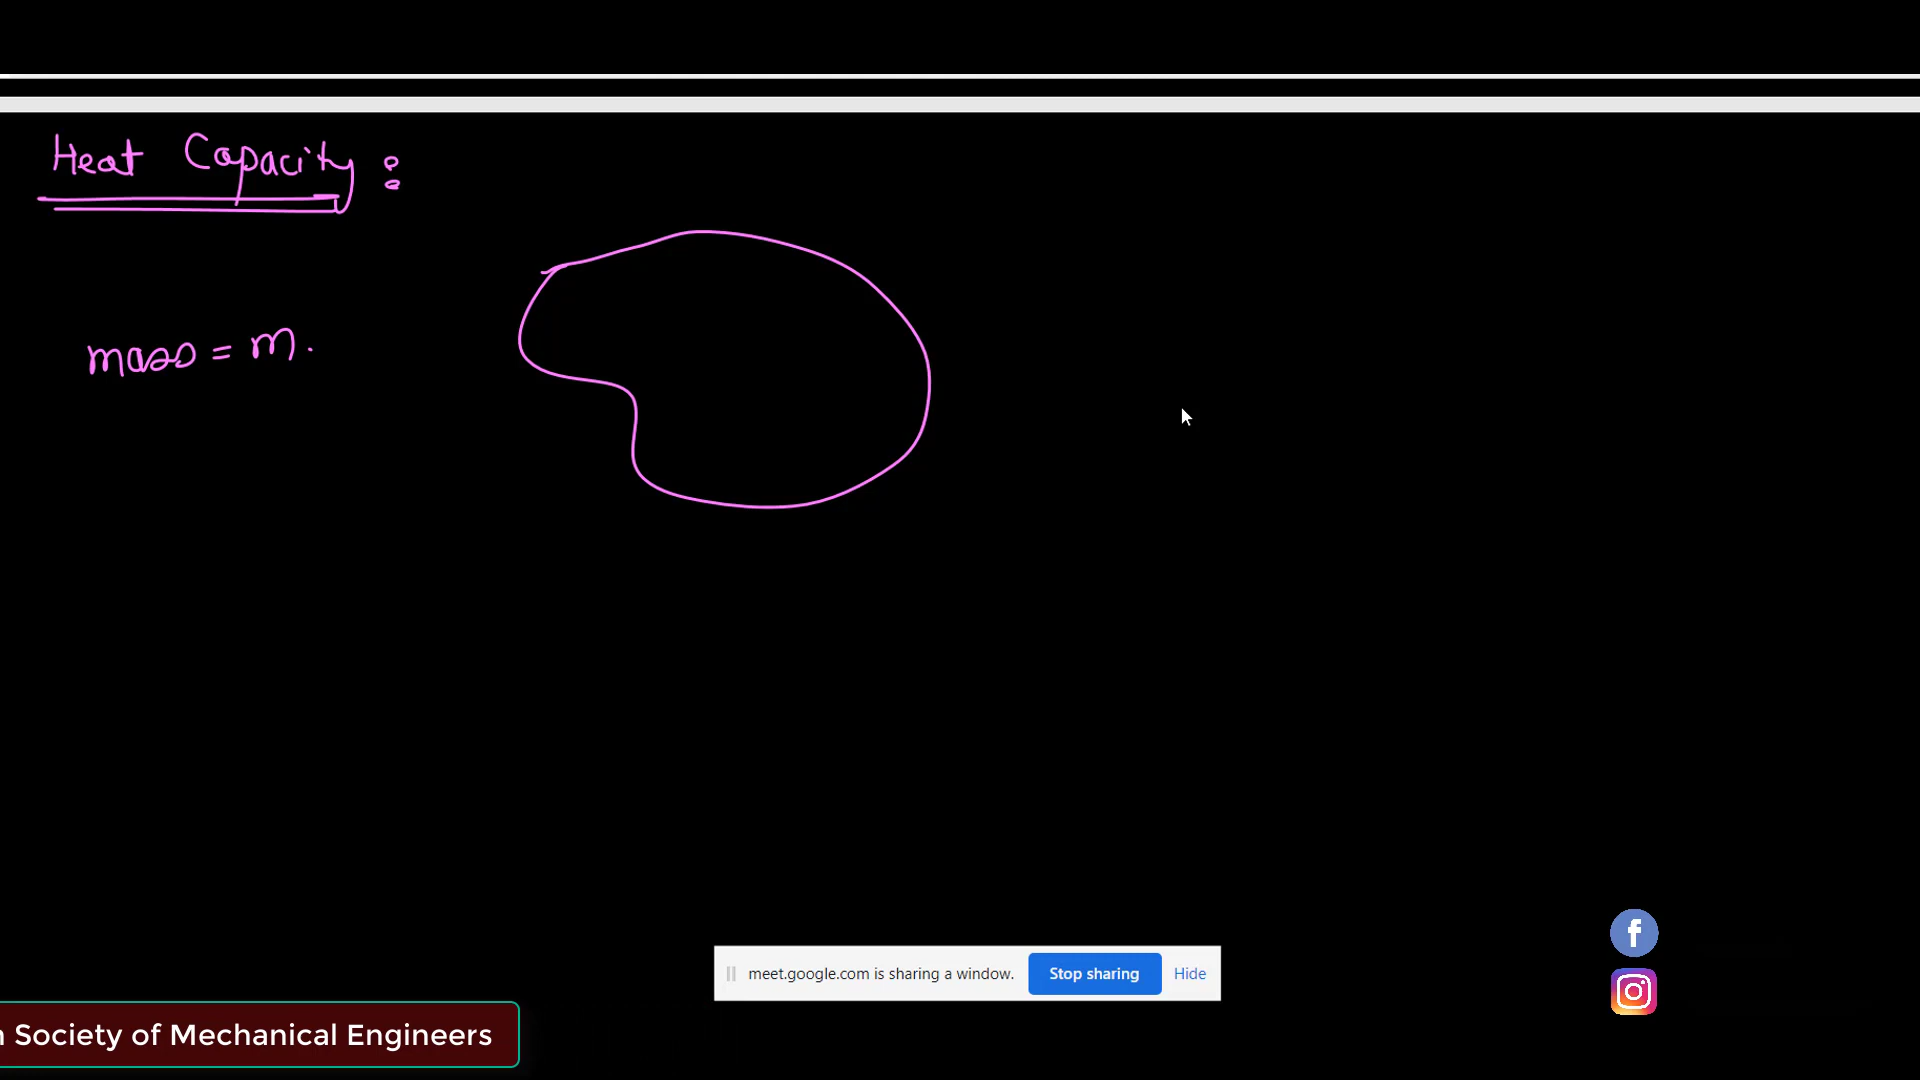 Heat Capacity :
mass = m.
meet.google.com is sharing a window. Stop sharing Hide
Society of Mechanical Engineers